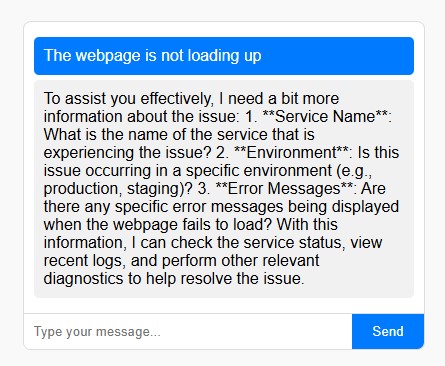 The webpage is not loading up
To assist you effectively, I need a bit more
information about the issue: 1. **Service Name**:
What is the name of the service that is
experiencing the issue? 2. **Environment**: Is this
issue occurring in a specific environment (e.g.,
production, staging)? 3. **Error Messages**: Are
there any specific error messages being displayed
when the webpage fails to load? With this
information, I can check the service status, view
recent logs, and perform other relevant
diagnostics to help resolve the issue.
Type your message...
Send